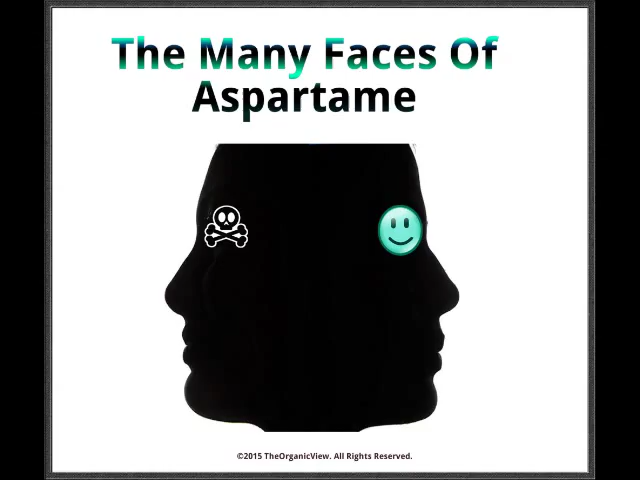 The Many Faces Of
Aspartame
©2015 TheOrganicView. All Rights Reserved.